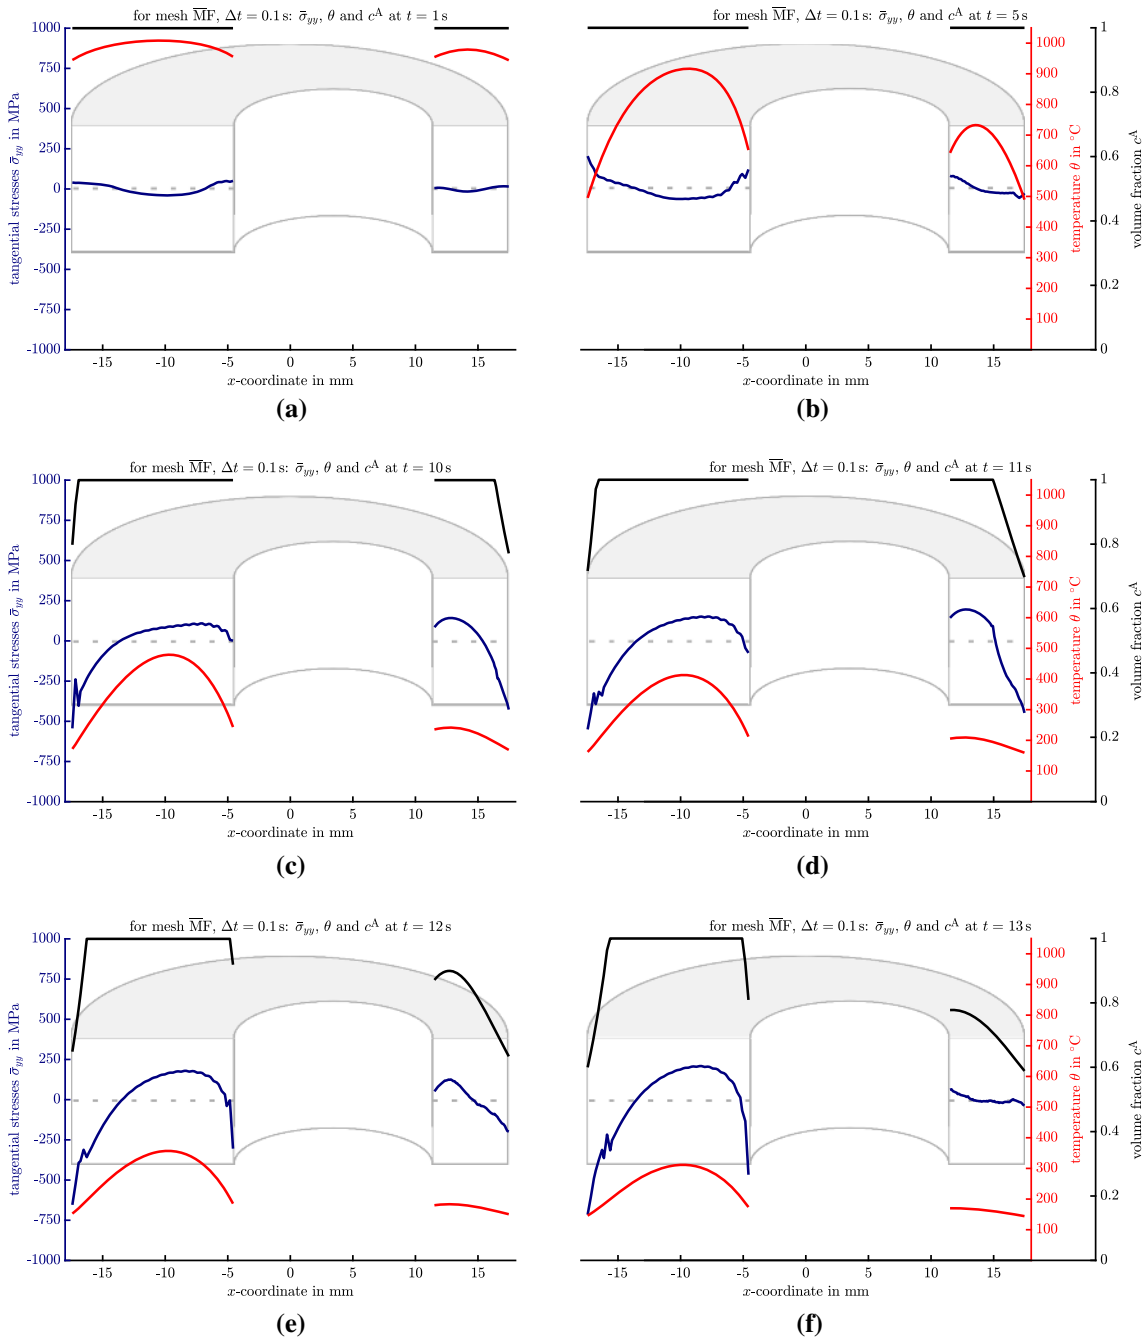 for mesh M̅F, Δt = 0.1 s: σ̄yy, θ and cᴬ at t = 1 s
for mesh M̅F, Δt = 0.1 s: σ̄yy, θ and cᴬ at t = 5 s
1000
750
500
250
0
-250
-500
-750
-1000
tangential stresses σ̄yy in MPa
-15 -10 -5 0 5 10 15
x-coordinate in mm
(a)
-15 -10 -5 0 5 10 15
x-coordinate in mm
(b)
1000
900
800
700
600
500
400
300
200
100
temperature θ in °C
1
0.8
0.6
0.4
0.2
0
volume fraction cᴬ
for mesh M̅F, Δt = 0.1 s: σ̄yy, θ and cᴬ at t = 10 s
for mesh M̅F, Δt = 0.1 s: σ̄yy, θ and cᴬ at t = 11 s
1000
750
500
250
0
-250
-500
-750
-1000
tangential stresses σ̄yy in MPa
-15 -10 -5 0 5 10 15
x-coordinate in mm
(c)
-15 -10 -5 0 5 10 15
x-coordinate in mm
(d)
1000
900
800
700
600
500
400
300
200
100
temperature θ in °C
1
0.8
0.6
0.4
0.2
0
volume fraction cᴬ
for mesh M̅F, Δt = 0.1 s: σ̄yy, θ and cᴬ at t = 12 s
for mesh M̅F, Δt = 0.1 s: σ̄yy, θ and cᴬ at t = 13 s
1000
750
500
250
0
-250
-500
-750
-1000
tangential stresses σ̄yy in MPa
-15 -10 -5 0 5 10 15
x-coordinate in mm
(e)
-15 -10 -5 0 5 10 15
x-coordinate in mm
(f)
1000
900
800
700
600
500
400
300
200
100
temperature θ in °C
1
0.8
0.6
0.4
0.2
0
volume fraction cᴬ